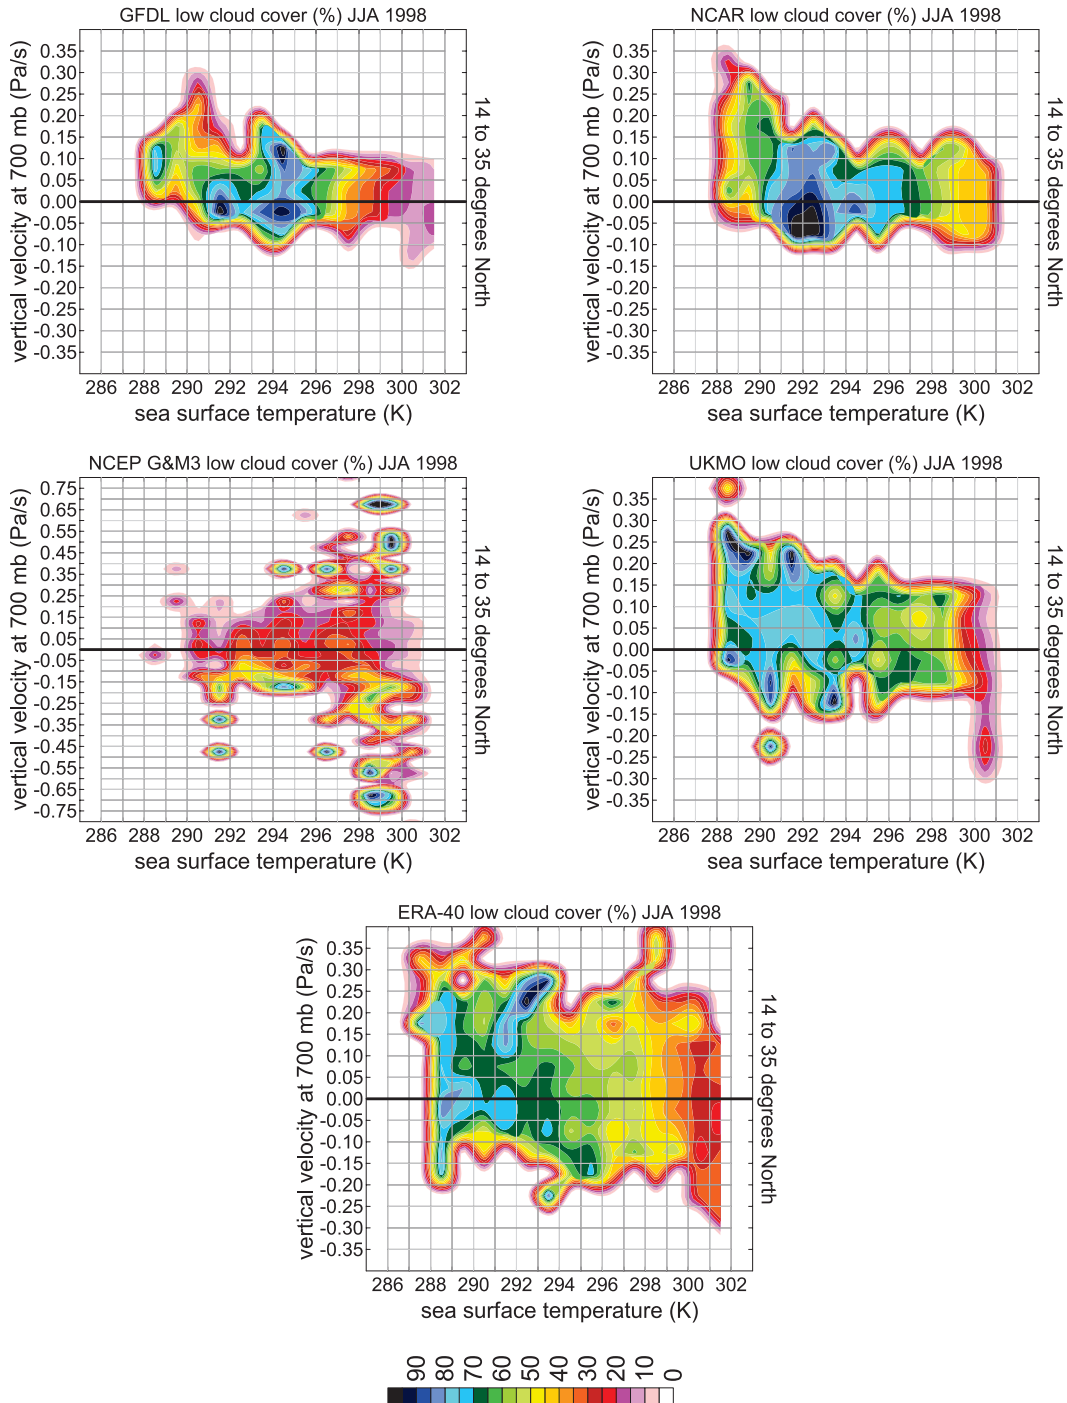 GFDL low cloud cover (%) JJA 1998
vertical velocity at 700 mb (Pa/s)
0.35
0.30
0.25
0.20
0.15
0.10
0.05
0.00
-0.05
-0.10
-0.15
-0.20
-0.25
-0.30
-0.35
286 288 290 292 294 296 298 300 302
sea surface temperature (K)
14 to 35 degrees North
NCAR low cloud cover (%) JJA 1998
vertical velocity at 700 mb (Pa/s)
0.35
0.30
0.25
0.20
0.15
0.10
0.05
0.00
-0.05
-0.10
-0.15
-0.20
-0.25
-0.30
-0.35
286 288 290 292 294 296 298 300 302
sea surface temperature (K)
14 to 35 degrees North
NCEP G&M3 low cloud cover (%) JJA 1998
vertical velocity at 700 mb (Pa/s)
0.75
0.65
0.55
0.45
0.35
0.25
0.15
0.05
-0.05
-0.15
-0.25
-0.35
-0.45
-0.55
-0.65
-0.75
286 288 290 292 294 296 298 300 302
sea surface temperature (K)
14 to 35 degrees North
UKMO low cloud cover (%) JJA 1998
vertical velocity at 700 mb (Pa/s)
0.35
0.30
0.25
0.20
0.15
0.10
0.05
0.00
-0.05
-0.10
-0.15
-0.20
-0.25
-0.30
-0.35
286 288 290 292 294 296 298 300 302
sea surface temperature (K)
14 to 35 degrees North
ERA-40 low cloud cover (%) JJA 1998
vertical velocity at 700 mb (Pa/s)
0.35
0.30
0.25
0.20
0.15
0.10
0.05
0.00
-0.05
-0.10
-0.15
-0.20
-0.25
-0.30
-0.35
286 288 290 292 294 296 298 300 302
sea surface temperature (K)
14 to 35 degrees North
90 80 70 60 50 40 30 20 10 0